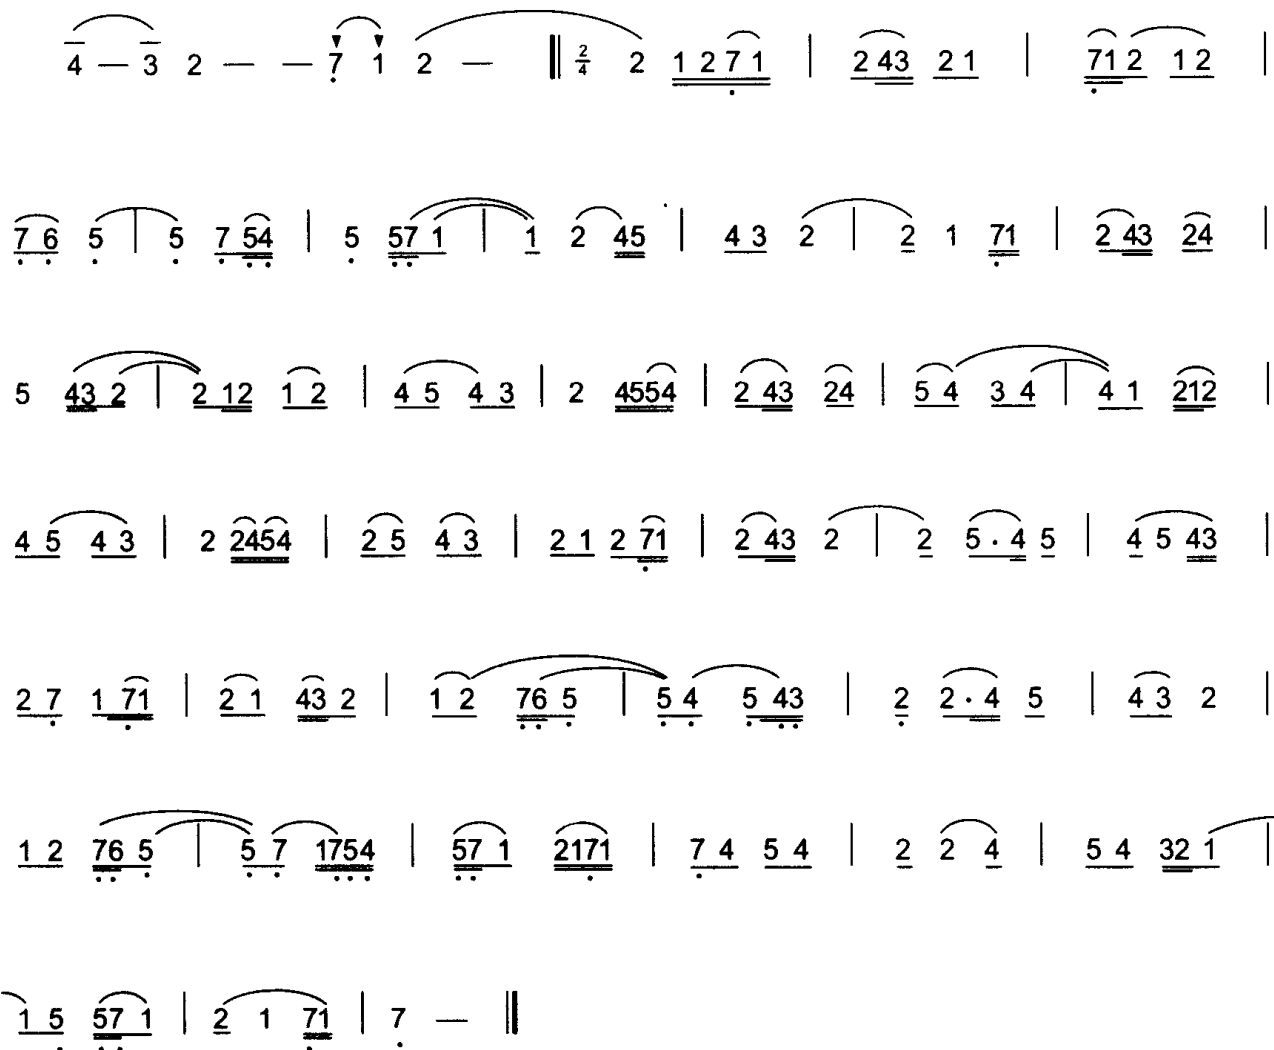 4 — 3 2 — — 7 1 2 — ‖ 2/4 2 1 2 7 1 | 2 43 2 1 | 71 2 1 2 |
7 6 5 | 5 7 54 | 5 57 1 | 1 2 45 | 4 3 2 | 2 1 71 | 2 43 24 |
5 43 2 | 2 12 1 2 | 4 5 4 3 | 2 4554 | 2 43 24 | 5 4 3 4 | 4 1 212 |
4 5 4 3 | 2 2454 | 2 5 4 3 | 2 1 2 71 | 2 43 2 | 2 5 · 4 5 | 4 5 43 |
2 7 1 71 | 2 1 43 2 | 1 2 76 5 | 5 4 5 43 | 2 2 · 4 5 | 4 3 2 |
1 2 76 5 | 5 7 1754 | 57 1 2171 | 7 4 5 4 | 2 2 4 | 5 4 32 1 |
1 5 57 1 | 2 1 71 | 7 — ‖